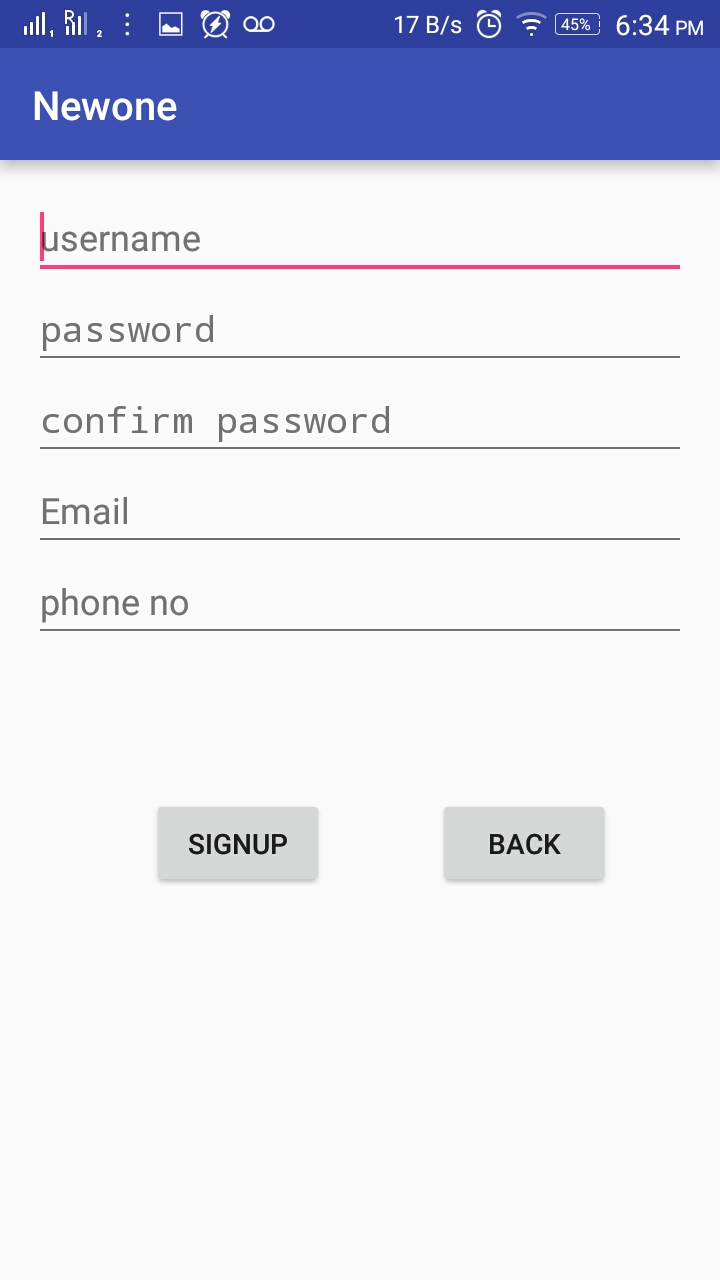 17 B/s 45% 6:34 PM
Newone
username
password
confirm password
Email
phone no
SIGNUP BACK